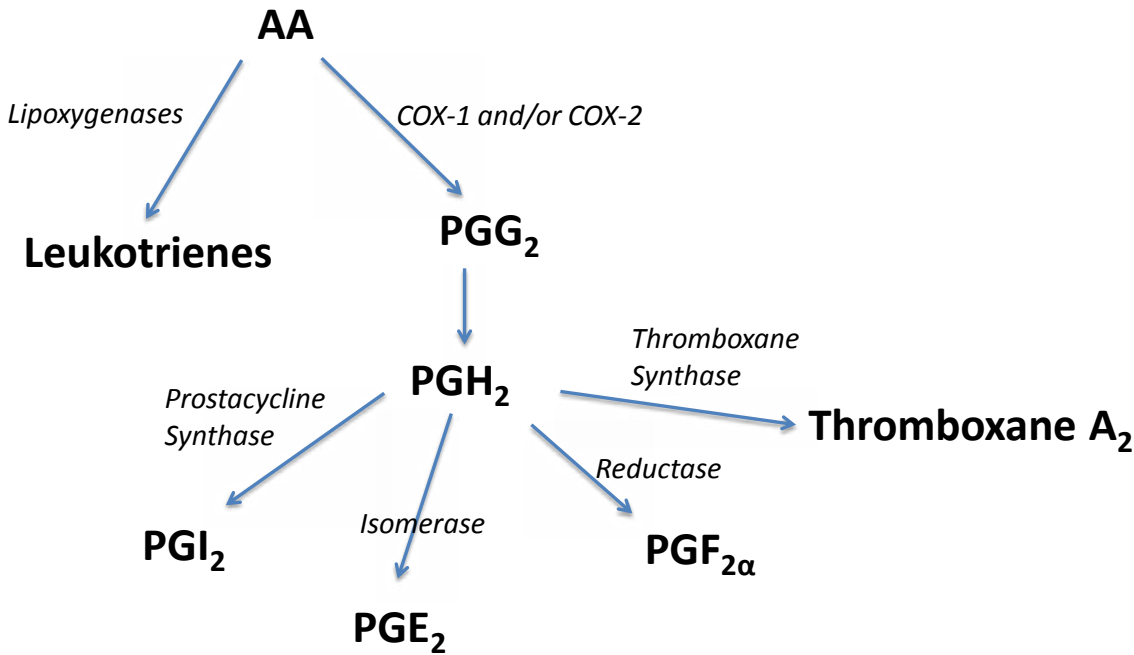 AA
Lipoxygenases
COX-1 and/or COX-2
Leukotrienes
PGG₂
Thromboxane
Synthase
PGH₂
Prostacycline
Synthase
Thromboxane A₂
Reductase
Isomerase
PGI₂
PGF₂α
PGE₂